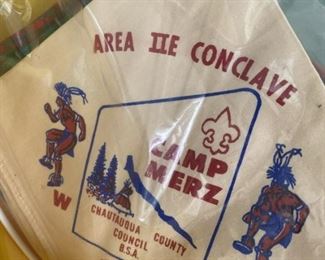 AREA IIE CONCLAVE
CAMP
MERZ
W
CHAUTAUQUA COUNTY
COUNCIL
B.S.A.